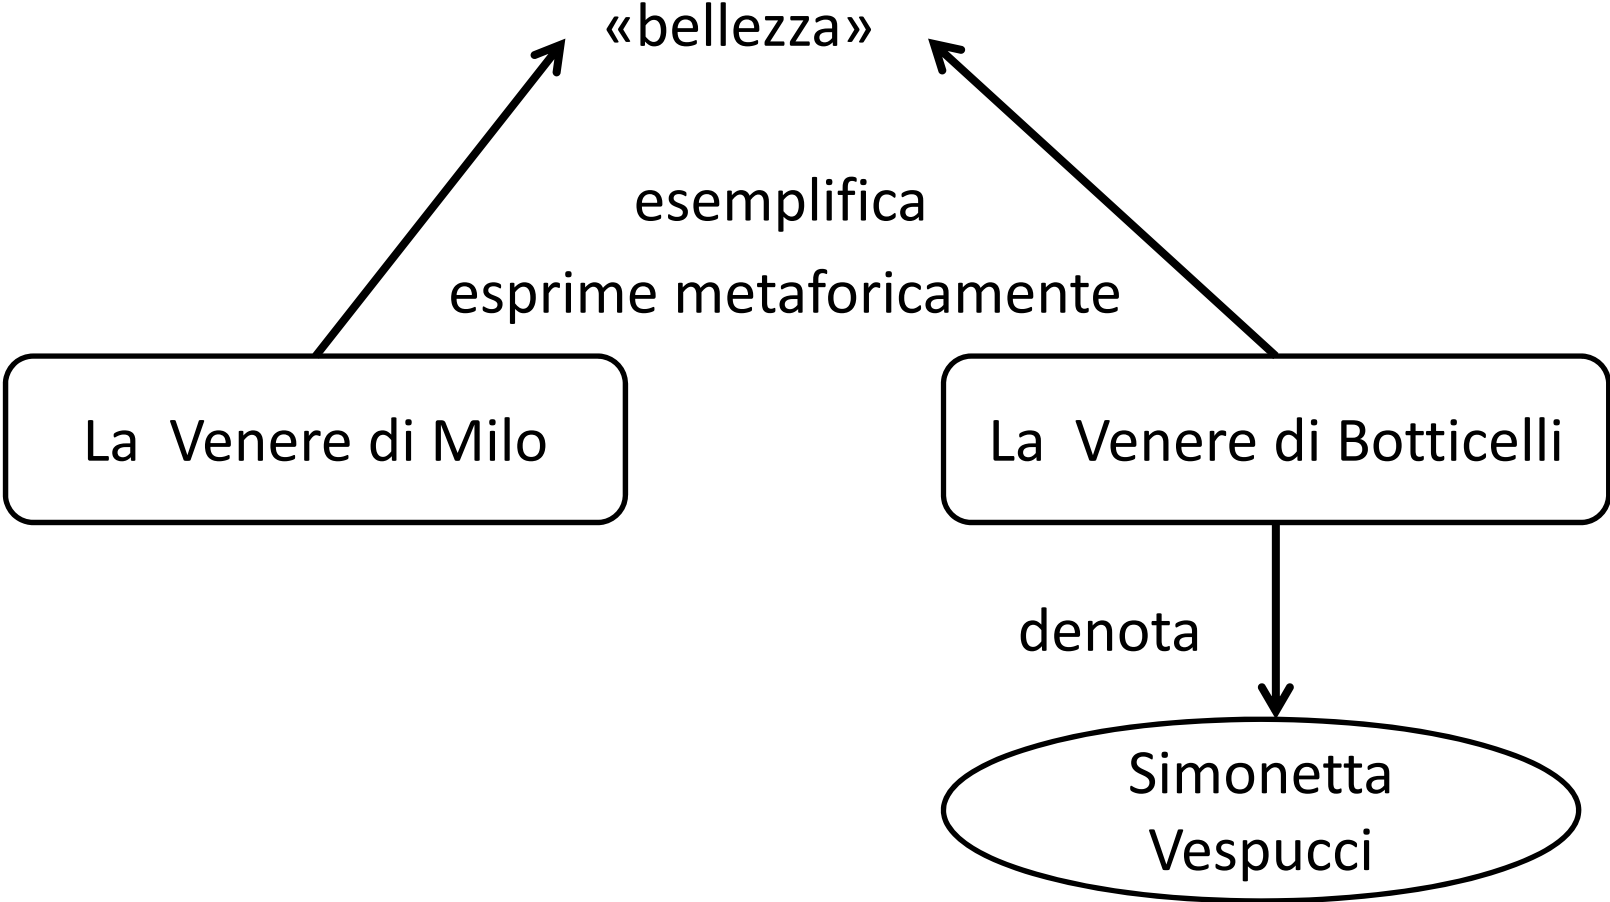 «bellezza»
esemplifica
esprime metaforicamente
La  Venere di Milo
La  Venere di Botticelli
denota
Simonetta
Vespucci